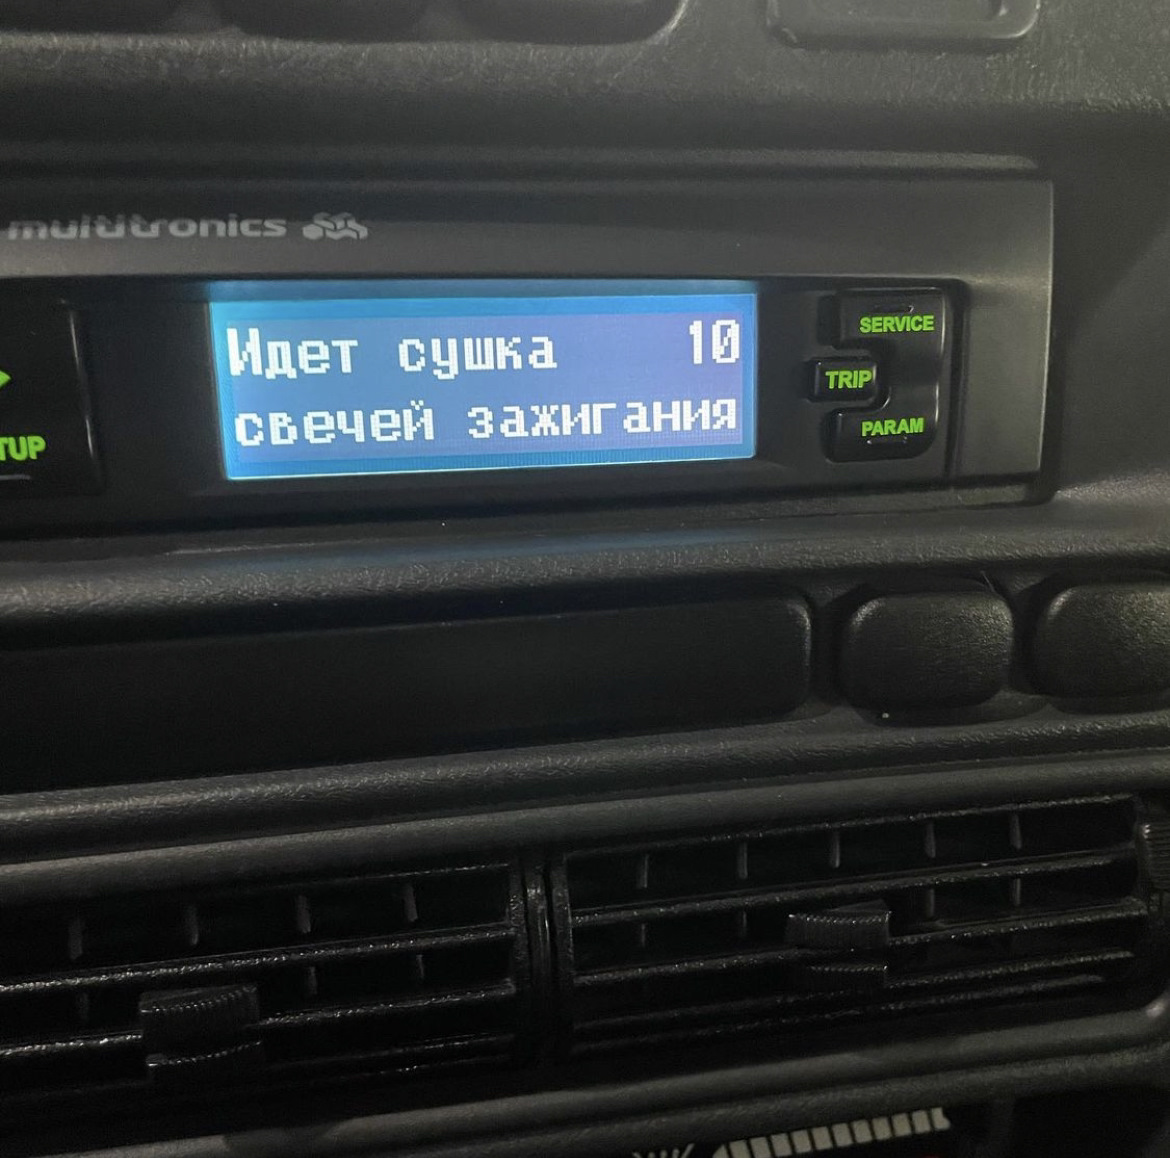 multitronics
Идет сушка 10
свечей зажигания
SERVICE
TRIP
PARAM
TUP